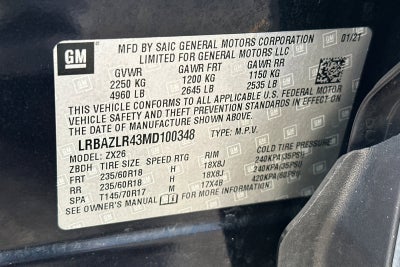 GM
MFD BY SAIC GENERAL MOTORS CORPORATION 01/21
LIMITED FOR GENERAL MOTORS LLC
GVWR GAWR FRT GAWR RR
2250 KG 1200 KG 1150 KG
4960 LB 2645 LB 2535 LB
THIS VEHICLE CONFORMS TO ALL APPLICABLE U.S. FEDERAL MOTOR
VEHICLE SAFETY AND THEFT PREVENTION STANDARDS IN EFFECT ON
THE DATE OF MANUFACTURE SHOWN ABOVE.
LRBAZLR43MD100348 TYPE: M.P.V.
MODEL: ZX26
ZBDH TIRE SIZE SPEED RTG RIM COLD TIRE PRESSURE
FRT 235/60R18 H 18X8J 240KPA(35PSI)
RR 235/60R18 H 18X8J 240KPA(35PSI)
SPA T145/70R17 M 17X4B 420KPA(60PSI)
SEE OWNER'S MANUAL FOR MORE INFORMATION.